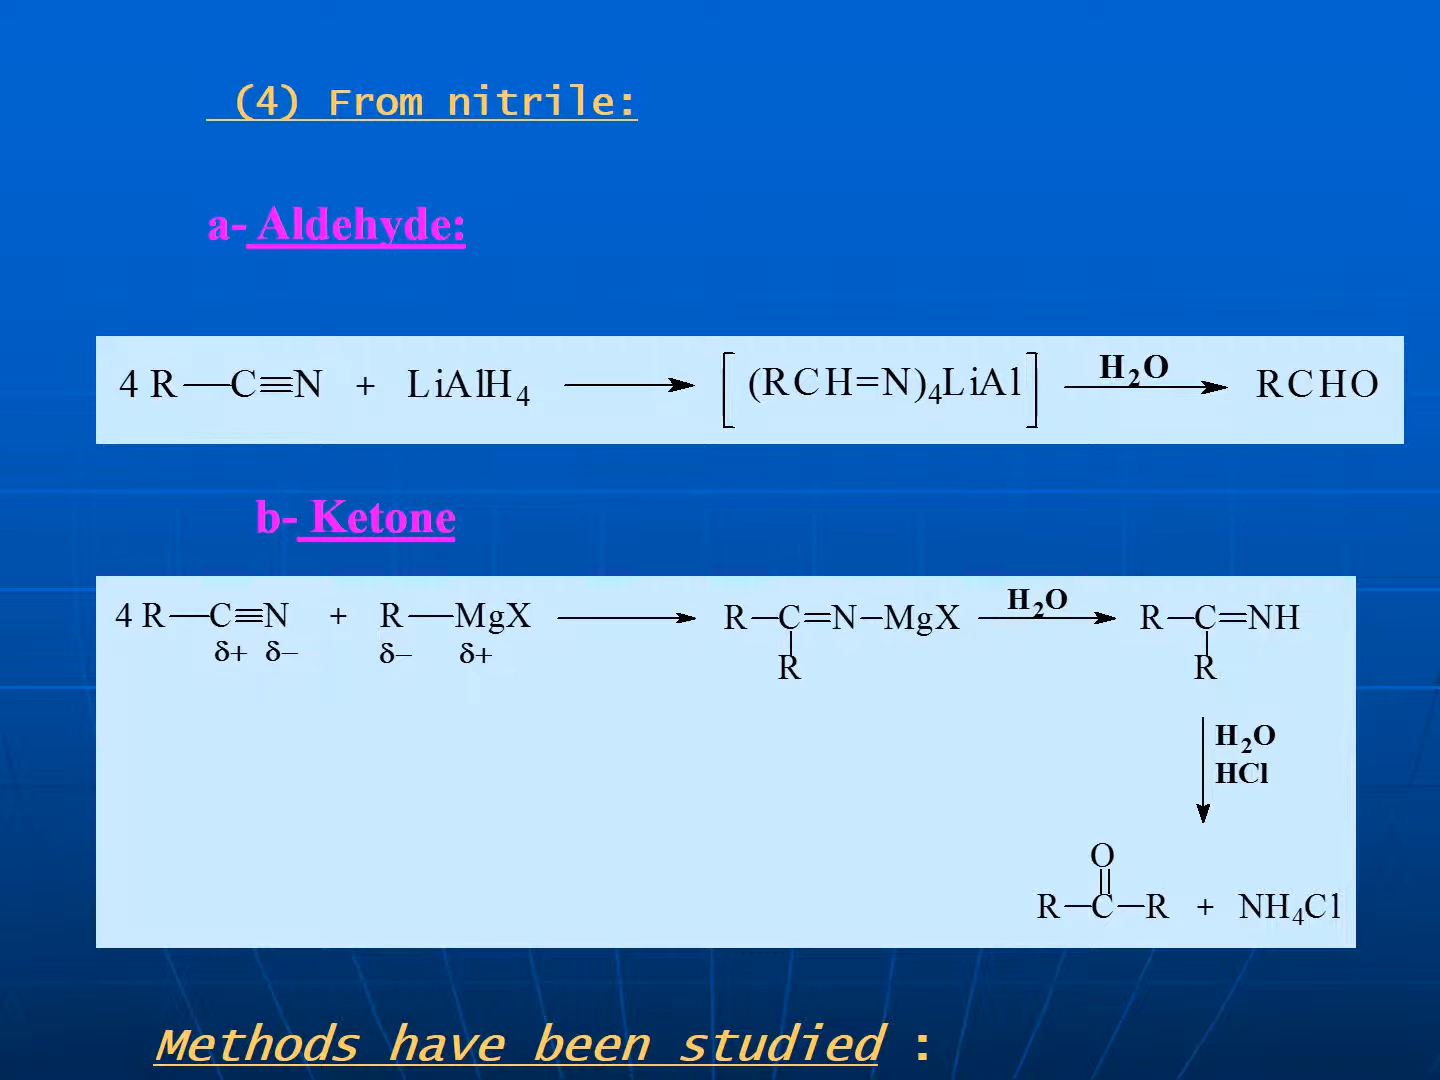 (4) From nitrile:
a- Aldehyde:
4 R—C≡N + LiAlH4 → [(RCH=N)4LiAl] H2O → RCHO
b- Ketone
4 R—C≡N + R—MgX → R—C=N—MgX H2O → R—C=NH
δ+ δ− δ− δ+
R R
H2O
HCl
O
R—C—R + NH4Cl
Methods have been studied :